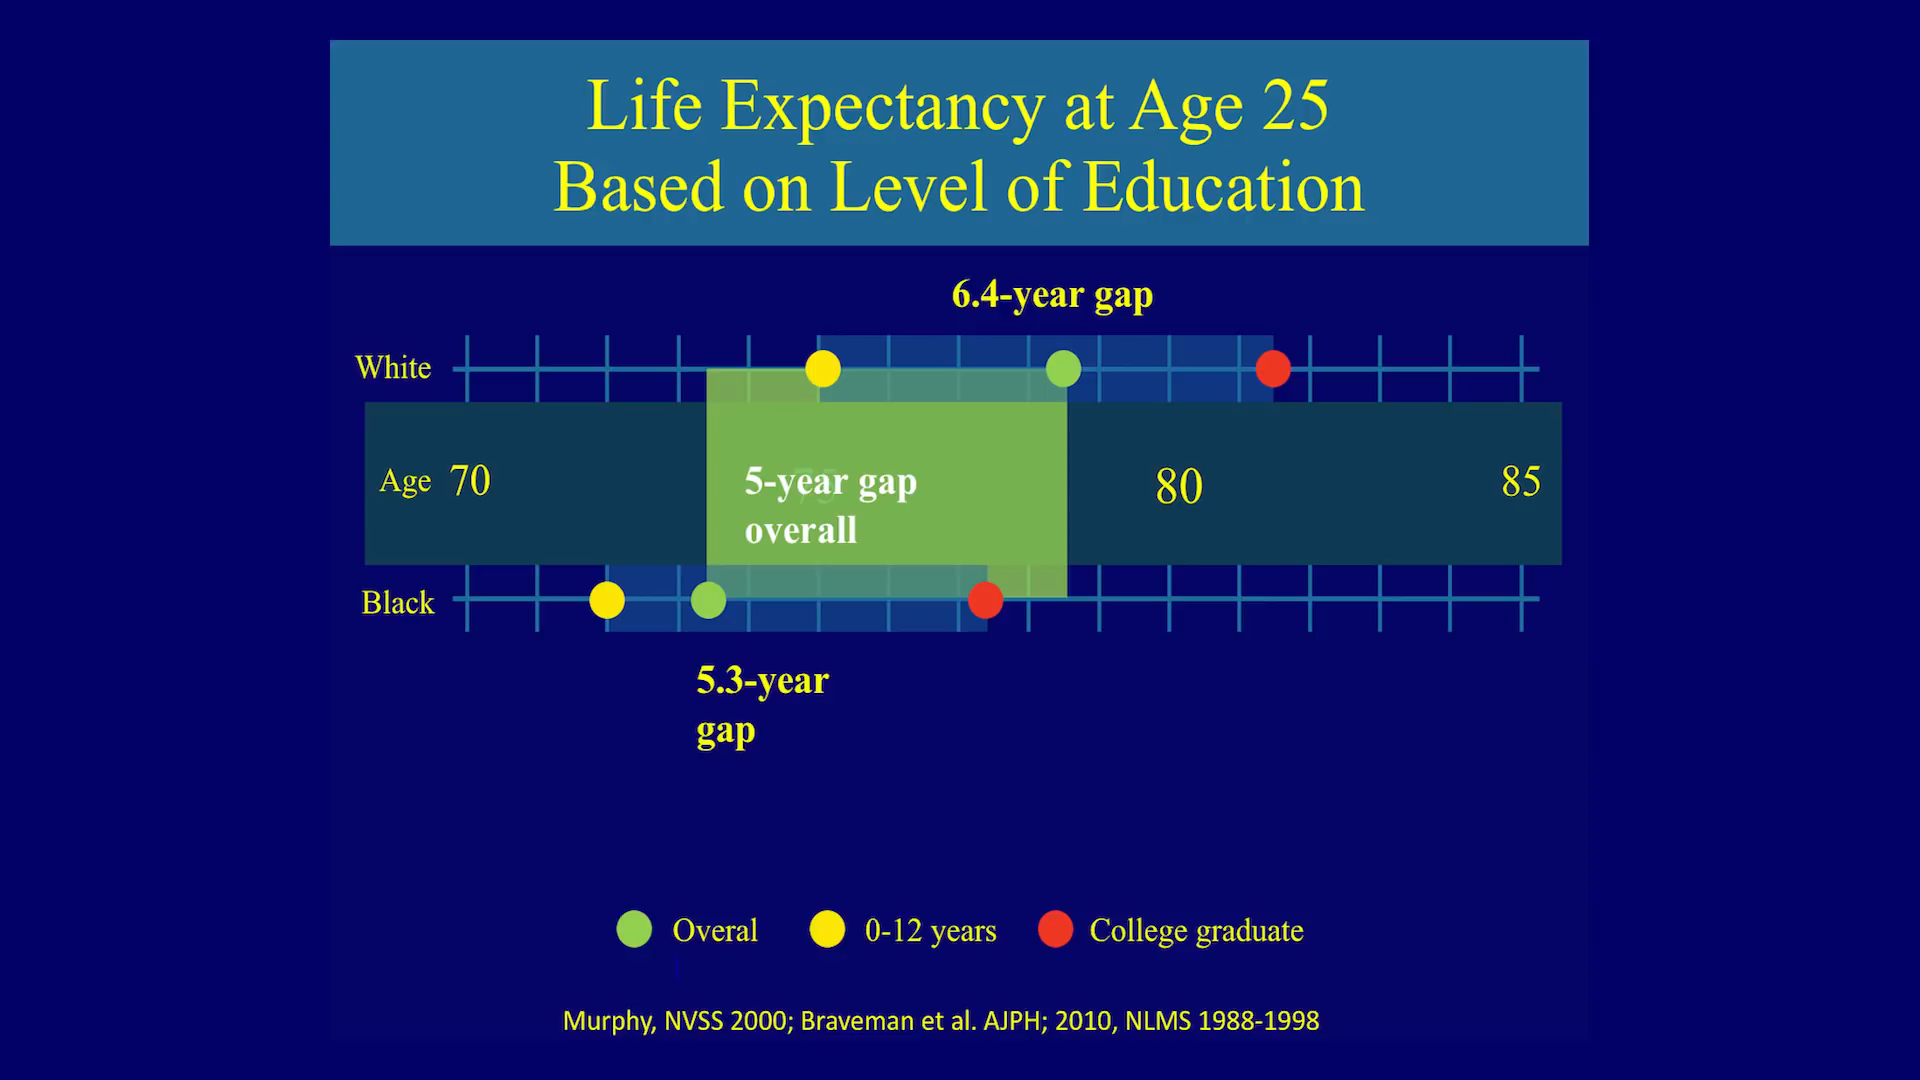 Life Expectancy at Age 25
Based on Level of Education
6.4-year gap
White
Age 70 80 85
5-year gap
overall
Black
5.3-year
gap
Overal
l
0-12 years
College graduate
Murphy, NVSS 2000; Braveman et al. AJPH; 2010, NLMS 1988-1998